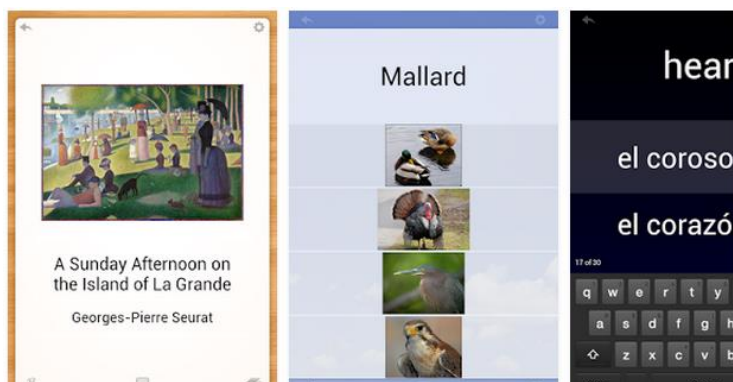 A Sunday Afternoon on
the Island of La Grande
Georges-Pierre Seurat
Mallard
hear
el coroso
el corazó
17 of 30
q w e r t y
a s d f g h
z x c v b